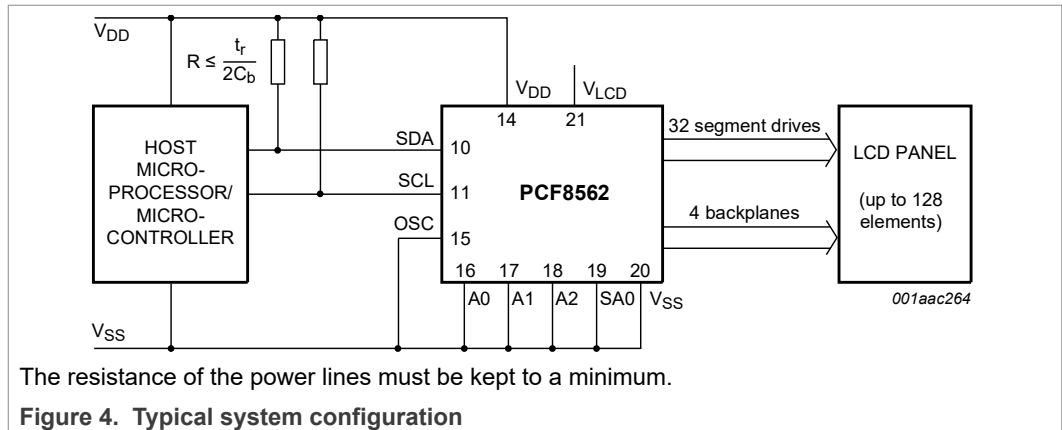 VDD
R ≤ tr
2Cb
VDD
VLCD
14
21
HOST
MICRO-
PROCESSOR/
MICRO-
CONTROLLER
SDA
10
SCL
11
OSC
15
PCF8562
16
17
18
19
20
A0
A1
A2
SA0
VSS
32 segment drives
4 backplanes
LCD PANEL
(up to 128
elements)
001aac264
VSS
The resistance of the power lines must be kept to a minimum.
Figure 4. Typical system configuration